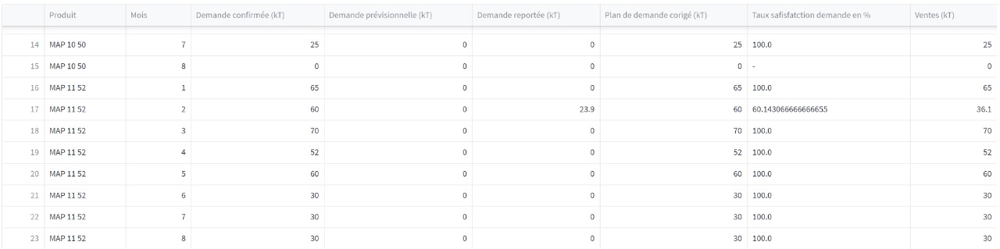 Produit Mois Demande confirmée (kT) Demande prévisionnelle (kT) Demande reportée (kT) Plan de demande corigé (kT) Taux safisfatction demande en % Ventes (kT)
14 MAP 10 50 7 25 0 0 25 100.0 25
15 MAP 10 50 8 0 0 0 0 - 0
16 MAP 11 52 1 65 0 0 65 100.0 65
17 MAP 11 52 2 60 0 23.9 60 60.143066666666655 36.1
18 MAP 11 52 3 70 0 0 70 100.0 70
19 MAP 11 52 4 52 0 0 52 100.0 52
20 MAP 11 52 5 60 0 0 60 100.0 60
21 MAP 11 52 6 30 0 0 30 100.0 30
22 MAP 11 52 7 30 0 0 30 100.0 30
23 MAP 11 52 8 30 0 0 30 100.0 30